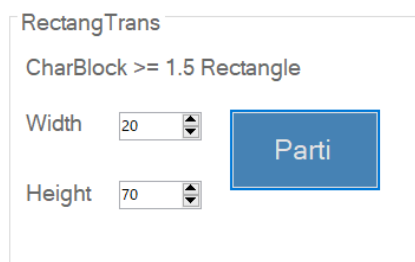 RectangTrans
CharBlock >= 1.5 Rectangle
Width 20
Parti
Height 70